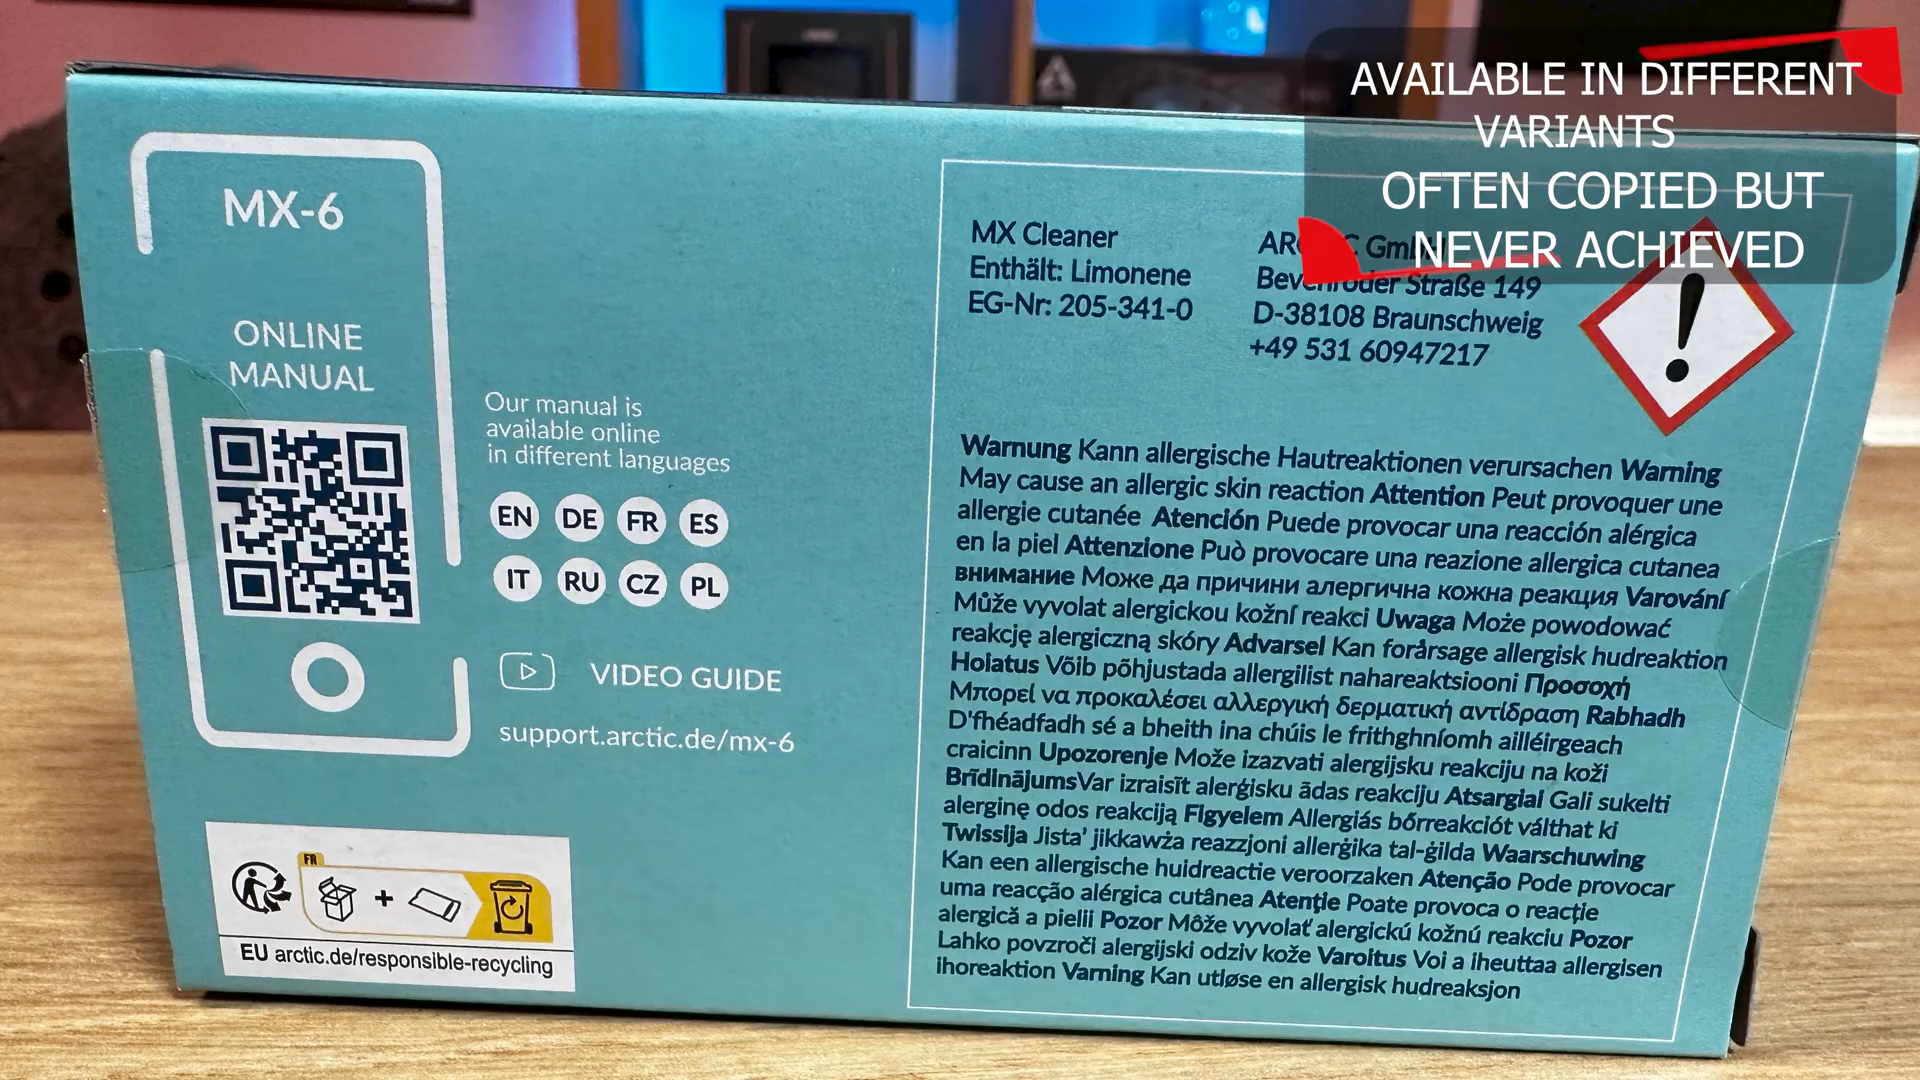 AVAILABLE IN DIFFERENT
VARIANTS
OFTEN COPIED BUT
NEVER ACHIEVED
MX-6
ONLINE
MANUAL
Our manual is
available online
in different languages
EN DE FR ES
IT RU CZ PL
VIDEO GUIDE
support.arctic.de/mx-6
FR
EU arctic.de/responsible-recycling
MX Cleaner
Enthält: Limonene
EG-Nr: 205-341-0
Straße 149
D-38108 Braunschweig
+49 531 60947217
Warnung Kann allergische Hautreaktionen verursachen Warning
May cause an allergic skin reaction Attention Peut provoquer une
allergie cutanée Atención Puede provocar una reacción alérgica
en la piel Attenzione Può provocare una reazione allergica cutanea
внимание Може да причини алергична кожна реакция Varování
Může vyvolat alergickou kožní reakci Uwaga Może powodować
reakcję alergiczną skóry Advarsel Kan forårsage allergisk hudreaktion
Hoiatus Võib põhjustada allergilist nahareaktsiooni Προσοχή
Μπορεί να προκαλέσει αλλεργική δερματική αντίδραση Rabhadh
D'fhéadfadh sé a bheith ina chúis le frithghníomh ailléirgeach
craicinn Upozorenje Može izazvati alergijsku reakciju na koži
BrīdinājumsVar izraisīt alerģisku ādas reakciju Atsargiai Gali sukelti
alerginę odos reakciją Figyelem Allergiás bőrreakciót válthat ki
Twissija Jista' jikkawża reazzjoni allerġika tal-ġilda Waarschuwing
Kan een allergische huidreactie veroorzaken Atenção Pode provocar
uma reacção alérgica cutânea Atenție Poate provoca o reacție
alergică a pielii Pozor Môže vyvolať alergickú kožnú reakciu Pozor
Lahko povzroči alergijski odziv kože Varoitus Voi a iheuttaa allergisen
ihoreaktion Varning Kan utløse en allergisk hudreaksjon